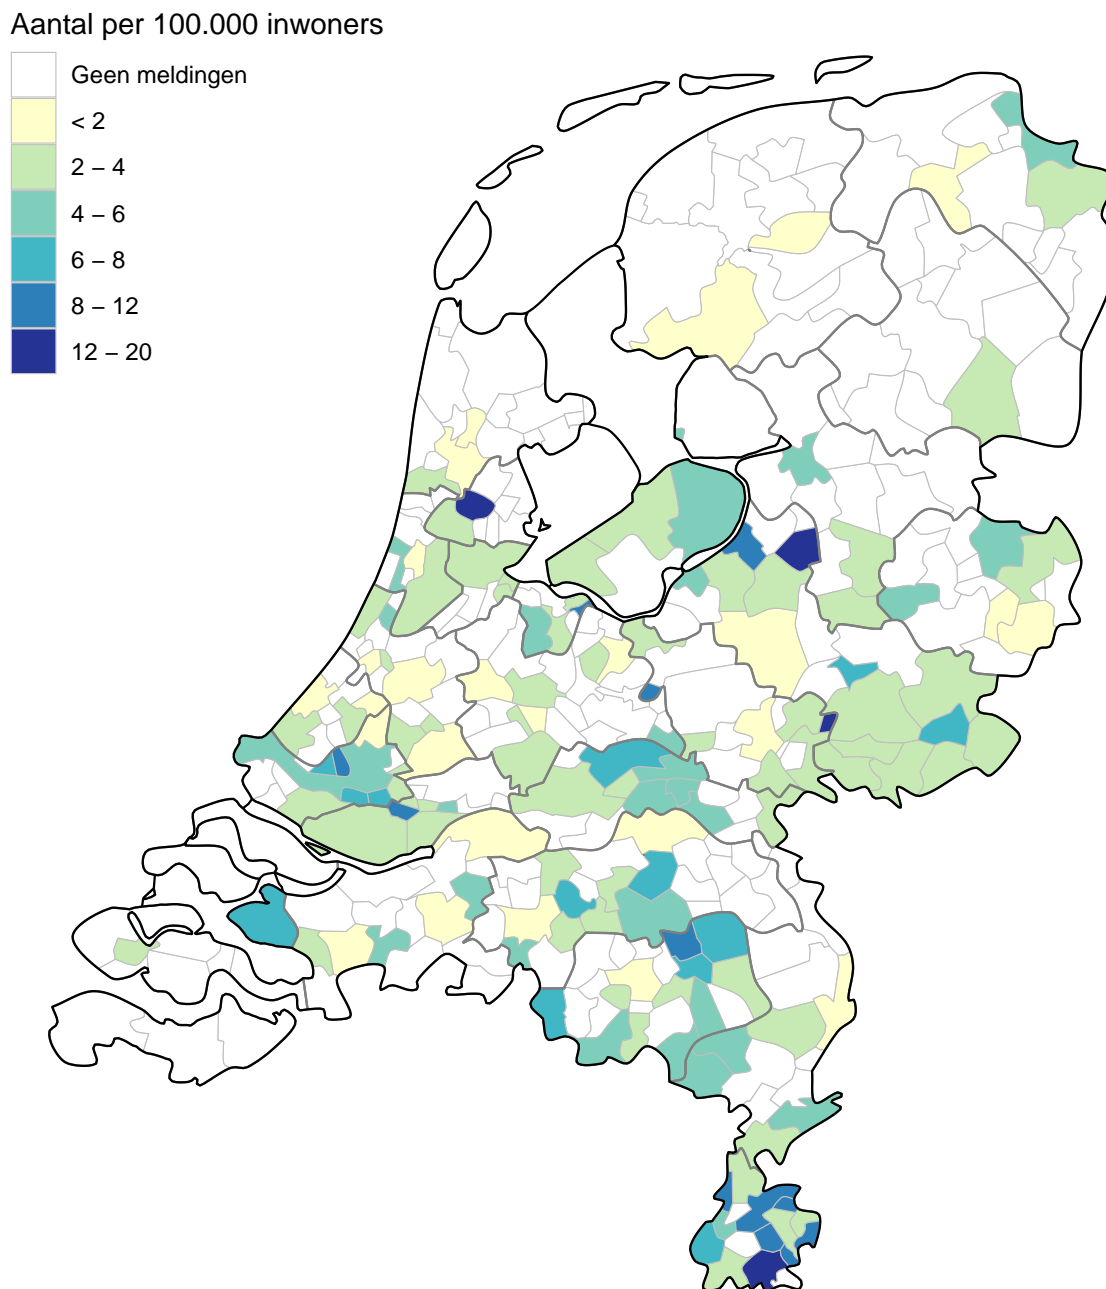 Aantal per 100.000 inwoners
Geen meldingen
< 2
2 – 4
4 – 6
6 – 8
8 – 12
12 – 20